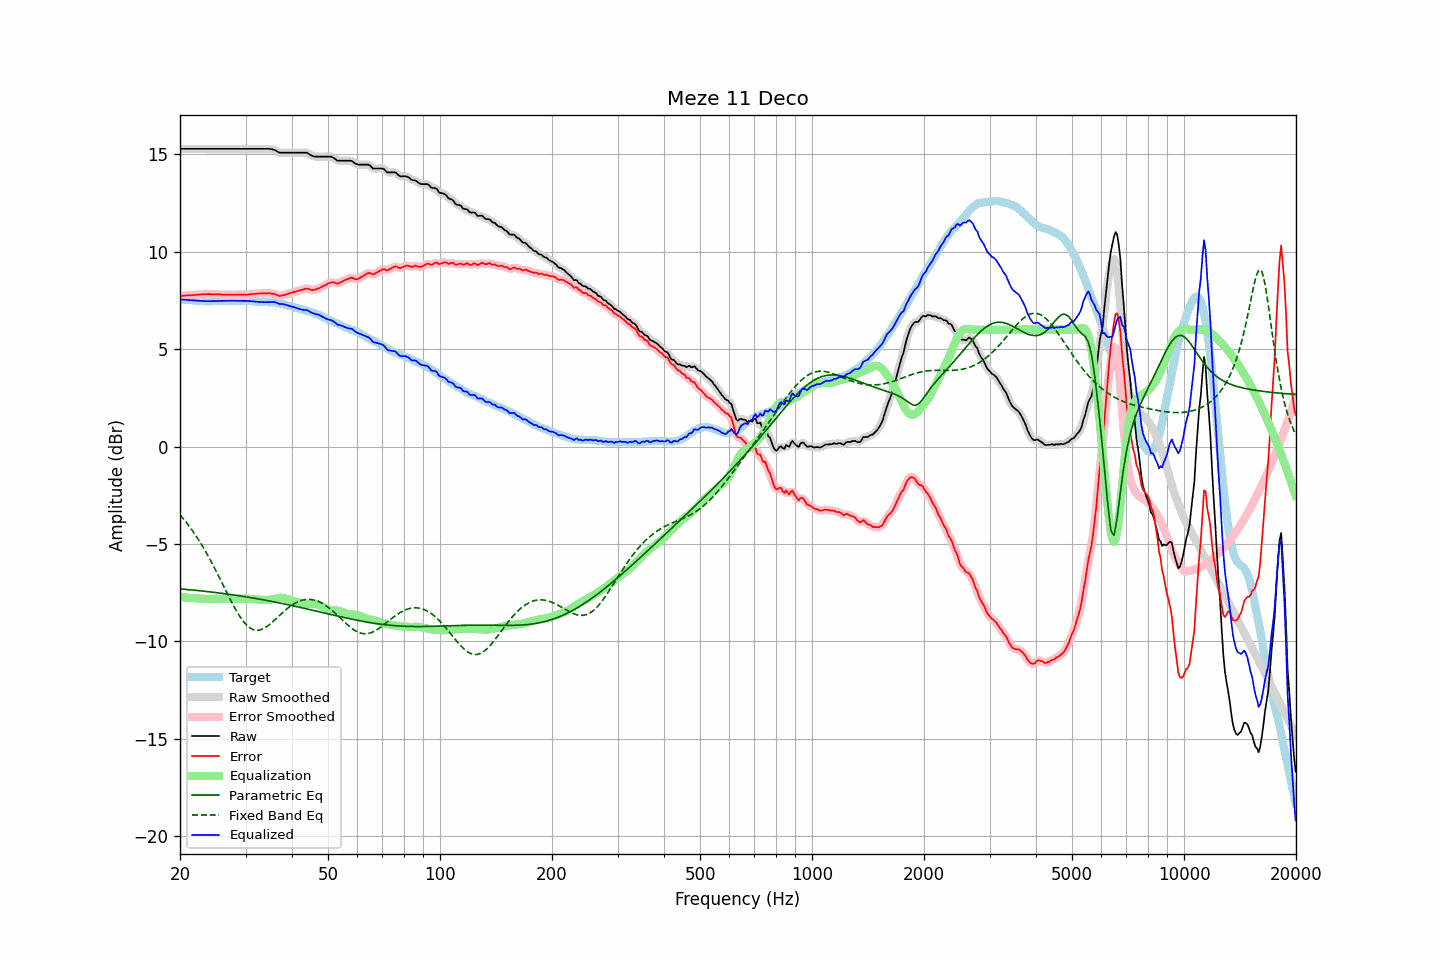 Meze 11 Deco
Amplitude (dBr)
15
10
5
0
−5
−10
−15
−20
Target
Raw Smoothed
Error Smoothed
Raw
Error
Equalization
Parametric Eq
Fixed Band Eq
Equalized
20 50 100 200 500 1000 2000 5000 10000 20000
Frequency (Hz)